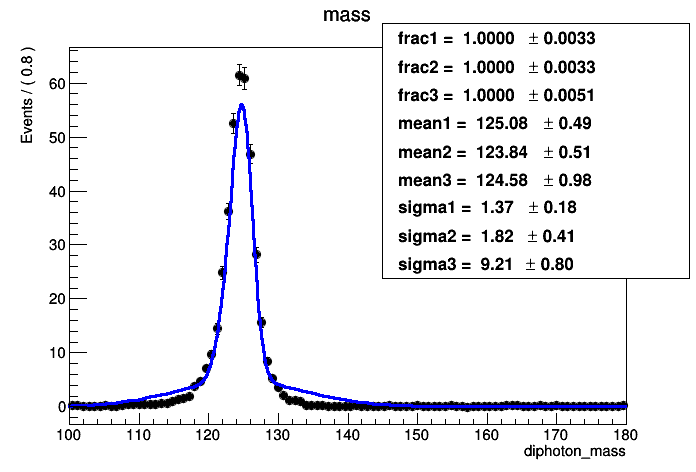 mass
frac1 = 1.0000 ± 0.0033
frac2 = 1.0000 ± 0.0033
frac3 = 1.0000 ± 0.0051
mean1 = 125.08 ± 0.49
mean2 = 123.84 ± 0.51
mean3 = 124.58 ± 0.98
sigma1 = 1.37 ± 0.18
sigma2 = 1.82 ± 0.41
sigma3 = 9.21 ± 0.80
Events / ( 0.8 )
60
50
40
30
20
10
0
100 110 120 130 140 150 160 170 180
diphoton_mass